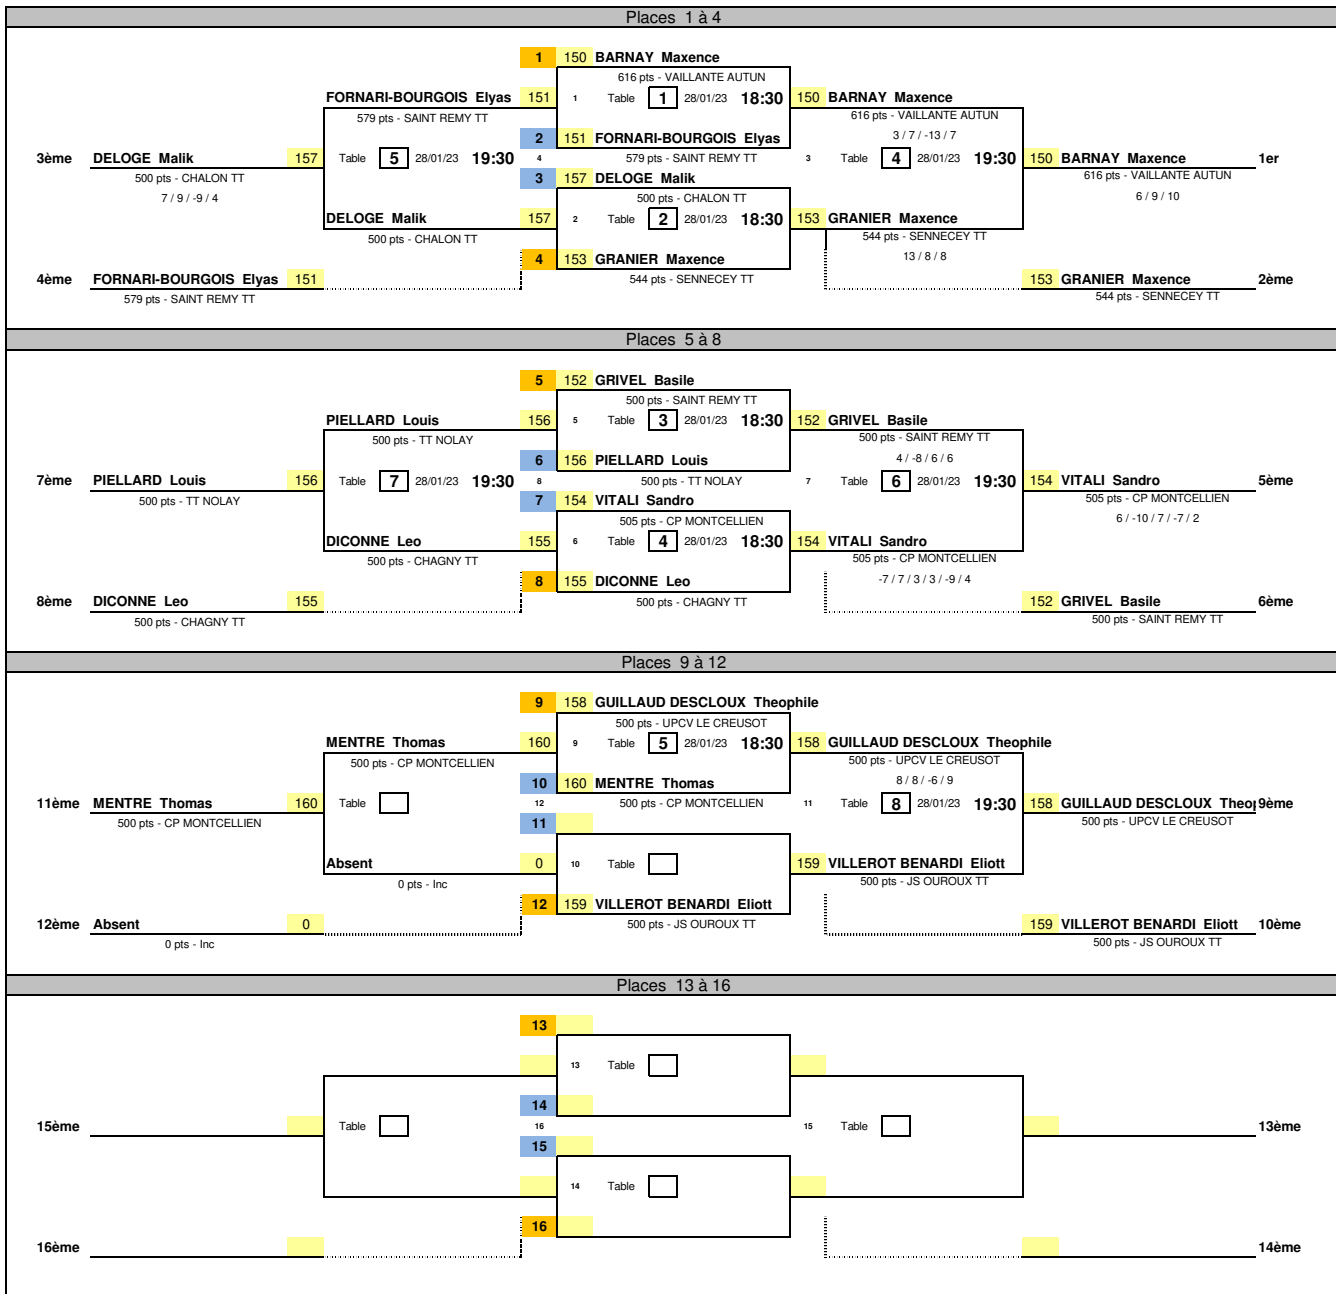 Places 1 à 4
1 150 BARNAY Maxence
616 pts - VAILLANTE AUTUN
FORNARI-BOURGOIS Elyas 151 1 Table 1 28/01/23 18:30 150 BARNAY Maxence
579 pts - SAINT REMY TT 616 pts - VAILLANTE AUTUN
2 151 FORNARI-BOURGOIS Elyas 3 / 7 / -13 / 7
3ème DELOGE Malik 157 Table 5 28/01/23 19:30 4 579 pts - SAINT REMY TT 3 Table 4 28/01/23 19:30 150 BARNAY Maxence 1er
500 pts - CHALON TT 3 157 DELOGE Malik 616 pts - VAILLANTE AUTUN
7 / 9 / -9 / 4 500 pts - CHALON TT 6 / 9 / 10
DELOGE Malik 157 2 Table 2 28/01/23 18:30 153 GRANIER Maxence
500 pts - CHALON TT 544 pts - SENNECEY TT
4 153 GRANIER Maxence 13 / 8 / 8
4ème FORNARI-BOURGOIS Elyas 151 544 pts - SENNECEY TT 153 GRANIER Maxence 2ème
579 pts - SAINT REMY TT 544 pts - SENNECEY TT
Places 5 à 8
5 152 GRIVEL Basile
500 pts - SAINT REMY TT
PIELLARD Louis 156 5 Table 3 28/01/23 18:30 152 GRIVEL Basile
500 pts - TT NOLAY 500 pts - SAINT REMY TT
6 156 PIELLARD Louis 4 / -8 / 6 / 6
7ème PIELLARD Louis 156 Table 7 28/01/23 19:30 8 500 pts - TT NOLAY 7 Table 6 28/01/23 19:30 154 VITALI Sandro 5ème
500 pts - TT NOLAY 7 154 VITALI Sandro 505 pts - CP MONTCELLIEN
505 pts - CP MONTCELLIEN 6 / -10 / 7 / -7 / 2
DICONNE Leo 155 6 Table 4 28/01/23 18:30 154 VITALI Sandro
500 pts - CHAGNY TT 505 pts - CP MONTCELLIEN
8 155 DICONNE Leo -7 / 7 / 3 / 3 / -9 / 4
8ème DICONNE Leo 155 500 pts - CHAGNY TT 152 GRIVEL Basile 6ème
500 pts - CHAGNY TT 500 pts - SAINT REMY TT
Places 9 à 12
9 158 GUILLAUD DESCLOUX Theophile
500 pts - UPCV LE CREUSOT
MENTRE Thomas 160 9 Table 5 28/01/23 18:30 158 GUILLAUD DESCLOUX Theophile
500 pts - CP MONTCELLIEN 500 pts - UPCV LE CREUSOT
10 160 MENTRE Thomas 8 / 8 / -6 / 9
11ème MENTRE Thomas 160 Table 12 500 pts - CP MONTCELLIEN 11 Table 8 28/01/23 19:30 158 GUILLAUD DESCLOUX Theop 9ème
500 pts - CP MONTCELLIEN 11 500 pts - UPCV LE CREUSOT
Absent 0 10 Table 159 VILLEROT BENARDI Eliott
0 pts - Inc 500 pts - JS OUROUX TT
12 159 VILLEROT BENARDI Eliott
12ème Absent 0 500 pts - JS OUROUX TT 159 VILLEROT BENARDI Eliott 10ème
0 pts - Inc 500 pts - JS OUROUX TT
Places 13 à 16
13
13 Table
14
15ème Table 16 15 Table 13ème
15
14 Table
16
16ème 14ème